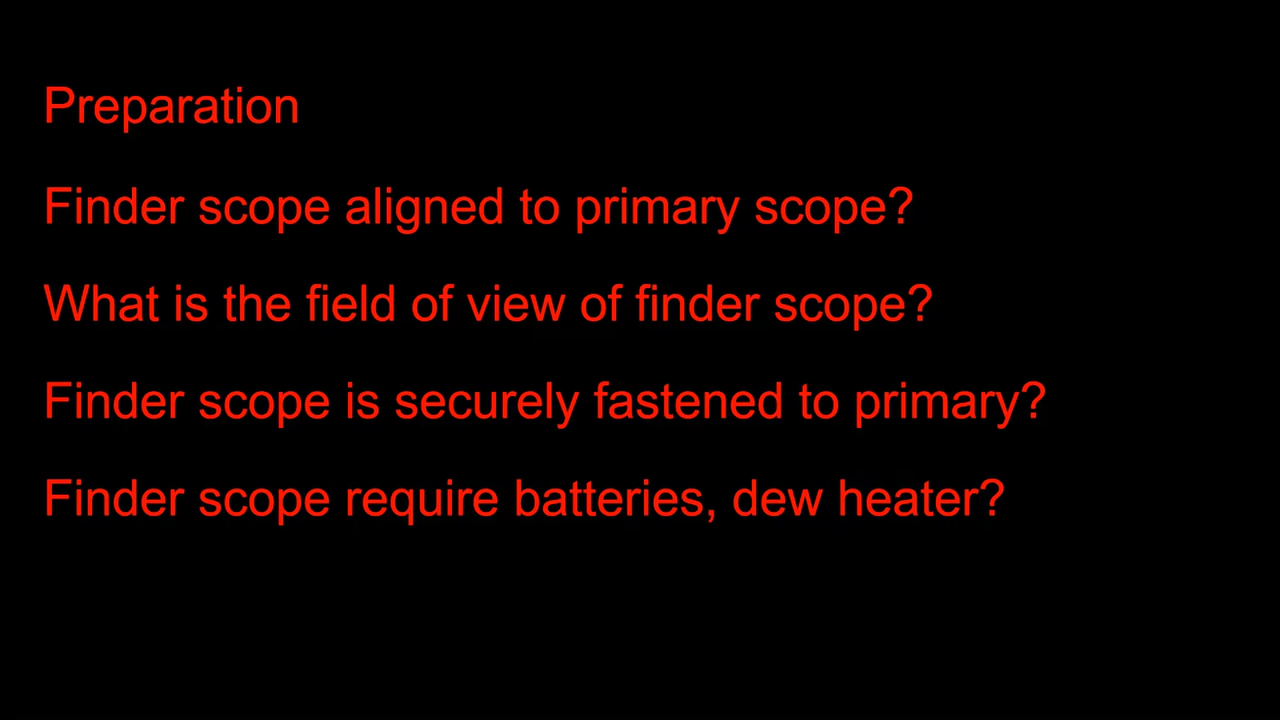 Preparation
Finder scope aligned to primary scope?
What is the field of view of finder scope?
Finder scope is securely fastened to primary?
Finder scope require batteries, dew heater?